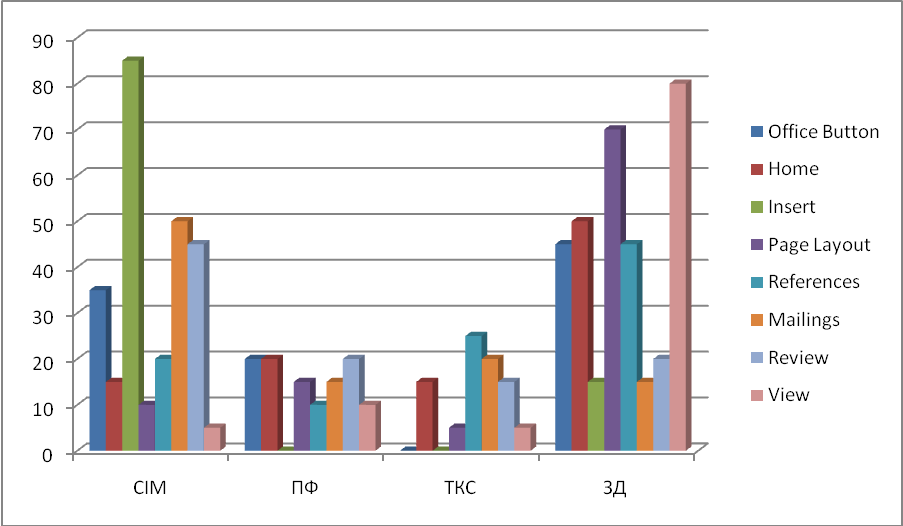 90
80
70
60
50
40
30
20
10
0
СІМ
ПФ
ТКС
ЗД
Office Button
Home
Insert
Page Layout
References
Mailings
Review
View